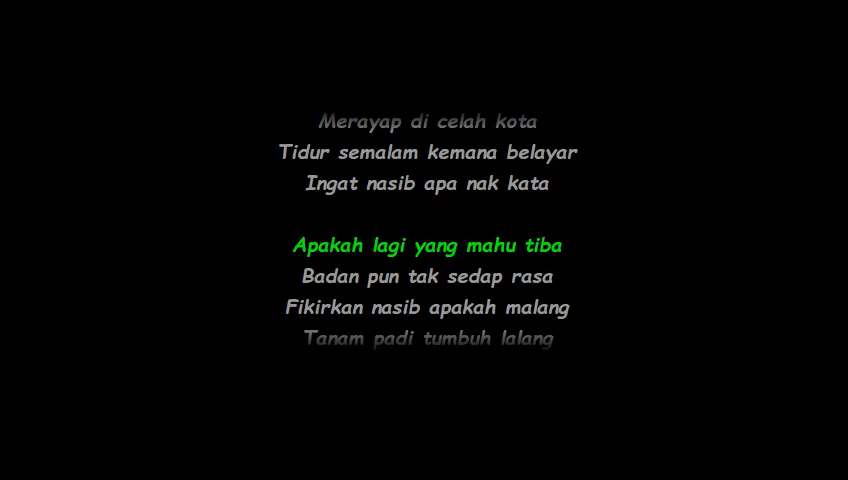 Merayap di celah kota
Tidur semalam kemana belayar
Ingat nasib apa nak kata
Apakah lagi yang mahu tiba
Badan pun tak sedap rasa
Fikirkan nasib apakah malang
Tanam padi tumbuh lalang